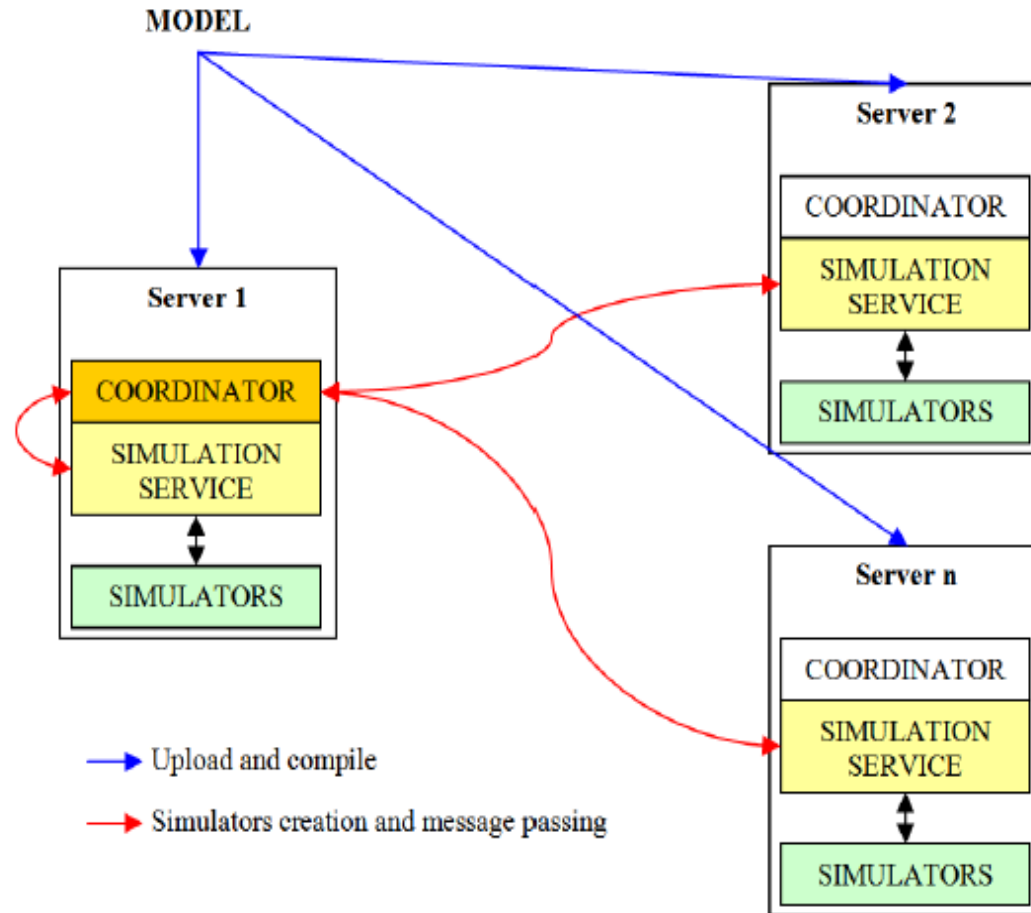 MODEL
Server 2
COORDINATOR
SIMULATION
SERVICE
SIMULATORS
Server 1
COORDINATOR
SIMULATION
SERVICE
SIMULATORS
Server n
COORDINATOR
SIMULATION
SERVICE
SIMULATORS
Upload and compile
Simulators creation and message passing